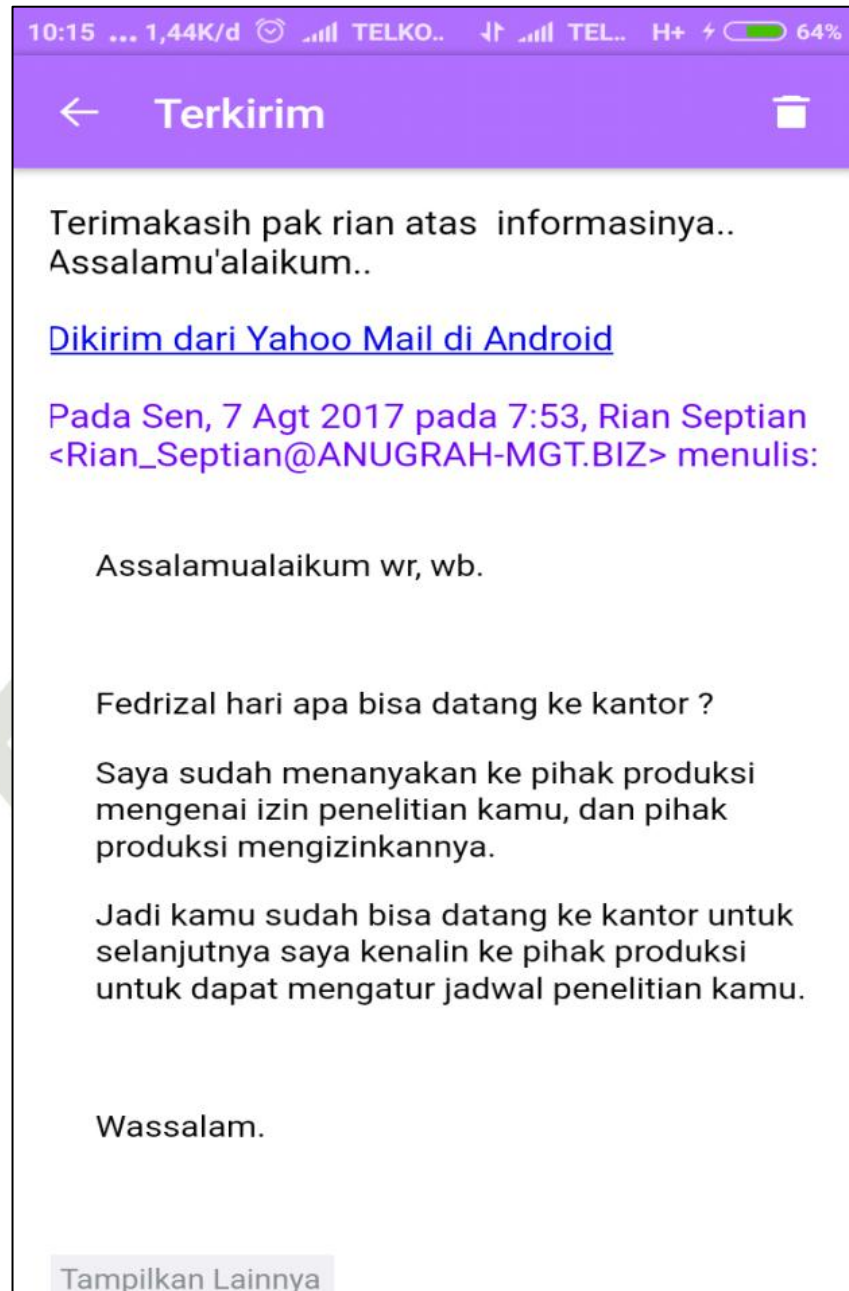 10:15 ... 1,44K/d TELKO.. TEL.. H+ 64%
Terkirim
Terimakasih pak rian atas informasinya..
Assalamu'alaikum..
Dikirim dari Yahoo Mail di Android
Pada Sen, 7 Agt 2017 pada 7:53, Rian Septian
<Rian_Septian@ANUGRAH-MGT.BIZ> menulis:
Assalamualaikum wr, wb.
Fedrizal hari apa bisa datang ke kantor ?
Saya sudah menanyakan ke pihak produksi
mengenai izin penelitian kamu, dan pihak
produksi mengizinkannya.
Jadi kamu sudah bisa datang ke kantor untuk
selanjutnya saya kenalin ke pihak produksi
untuk dapat mengatur jadwal penelitian kamu.
Wassalam.
Tampilkan Lainnya